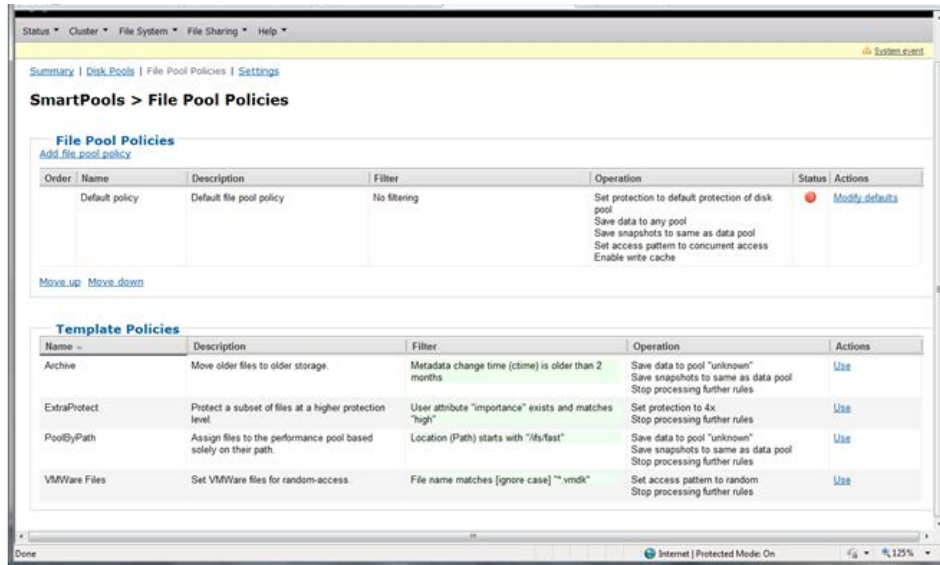 Status Cluster File System File Sharing Help
System event
Summary | Disk Pools | File Pool Policies | Settings
SmartPools > File Pool Policies
File Pool Policies
Add file pool policy
Order Name Description Filter Operation Status Actions
Default policy Default file pool policy No filtering Set protection to default protection of disk Modify defaults
pool
Save data to any pool
Save snapshots to same as data pool
Set access pattern to concurrent access
Enable write cache
Move up Move down
Template Policies
Name Description Filter Operation Actions
Archive Move older files to older storage. Metadata change time (ctime) is older than 2 Save data to pool "unknown" Use
months Save snapshots to same as data pool
Stop processing further rules
ExtraProtect Protect a subset of files at a higher protection User attribute "importance" exists and matches Set protection to 4x Use
level. "high" Stop processing further rules
PoolByPath Assign files to the performance pool based Location (Path) starts with "/ifs/fast" Save data to pool "unknown" Use
solely on their path. Save snapshots to same as data pool
Stop processing further rules
VMWare Files Set VMWare files for random-access. File name matches [ignore case] "*.vmdk" Set access pattern to random Use
Stop processing further rules
Done Internet | Protected Mode: On 125%